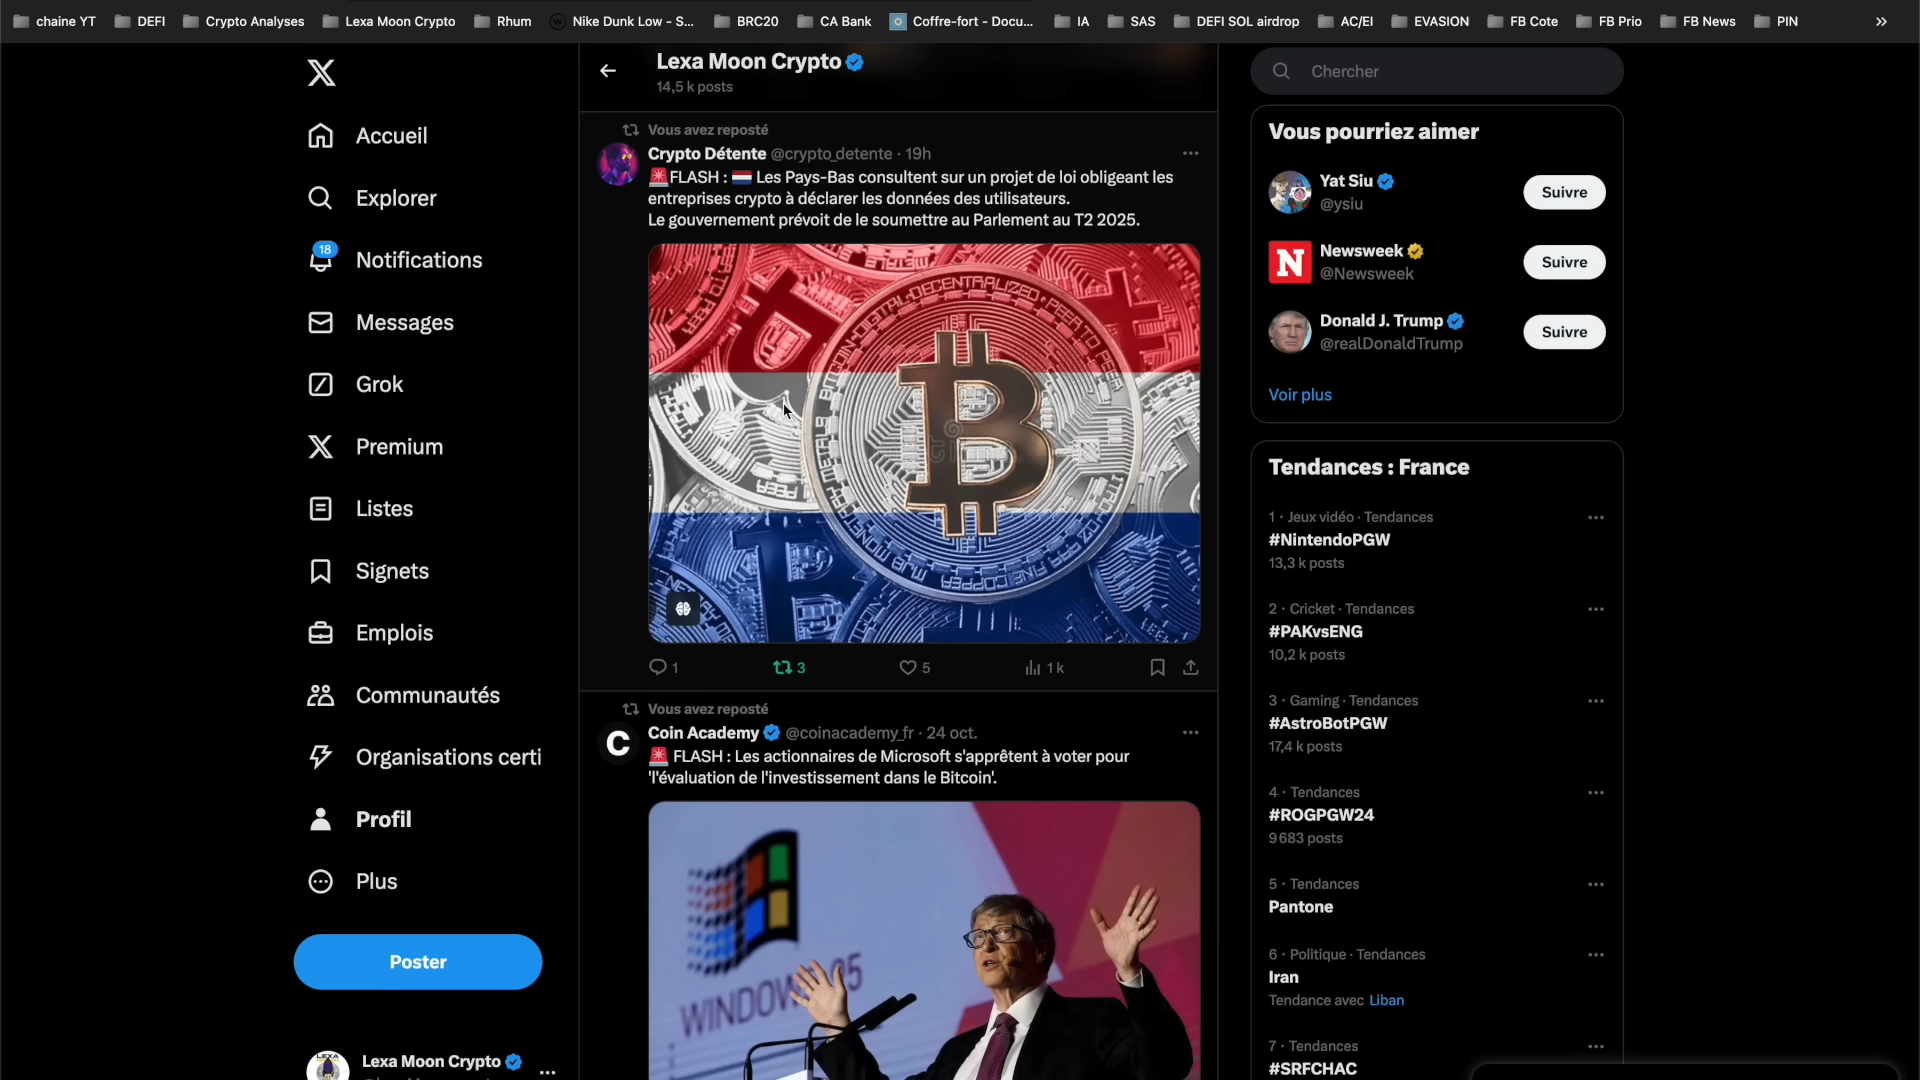 chaine YT
DEFI
Crypto Analyses
Lexa Moon Crypto
Rhum
Nike Dunk Low - S...
BRC20
CA Bank
Coffre-fort - Docu...
IA
SAS
DEFI SOL airdrop
AC/EI
EVASION
FB Cote
FB Prio
FB News
PIN
Accueil
Explorer
18
Notifications
Messages
Grok
Premium
Listes
Signets
Emplois
Communautés
Organisations certi
Profil
Plus
Poster
Lexa Moon Crypto
Lexa Moon Crypto
14,5 k posts
Vous avez reposté
Crypto Détente @crypto_detente · 19h
FLASH : Les Pays-Bas consultent sur un projet de loi obligeant les
entreprises crypto à déclarer les données des utilisateurs.
Le gouvernement prévoit de le soumettre au Parlement au T2 2025.
BITCOIN·DIGITAL·DECENTRALIZED·PEER TO PEER
1
3
5
1 k
Vous avez reposté
Coin Academy @coinacademy_fr · 24 oct.
FLASH : Les actionnaires de Microsoft s'apprêtent à voter pour
'l'évaluation de l'investissement dans le Bitcoin'.
Chercher
Vous pourriez aimer
Yat Siu
@ysiu
Suivre
Newsweek
@Newsweek
Suivre
Donald J. Trump
@realDonaldTrump
Suivre
Voir plus
Tendances : France
1 · Jeux vidéo · Tendances
#NintendoPGW
13,3 k posts
2 · Cricket · Tendances
#PAKvsENG
10,2 k posts
3 · Gaming · Tendances
#AstroBotPGW
17,4 k posts
4 · Tendances
#ROGPGW24
9 683 posts
5 · Tendances
Pantone
6 · Politique · Tendances
Iran
Tendance avec Liban
7 · Tendances
#SRFCHAC